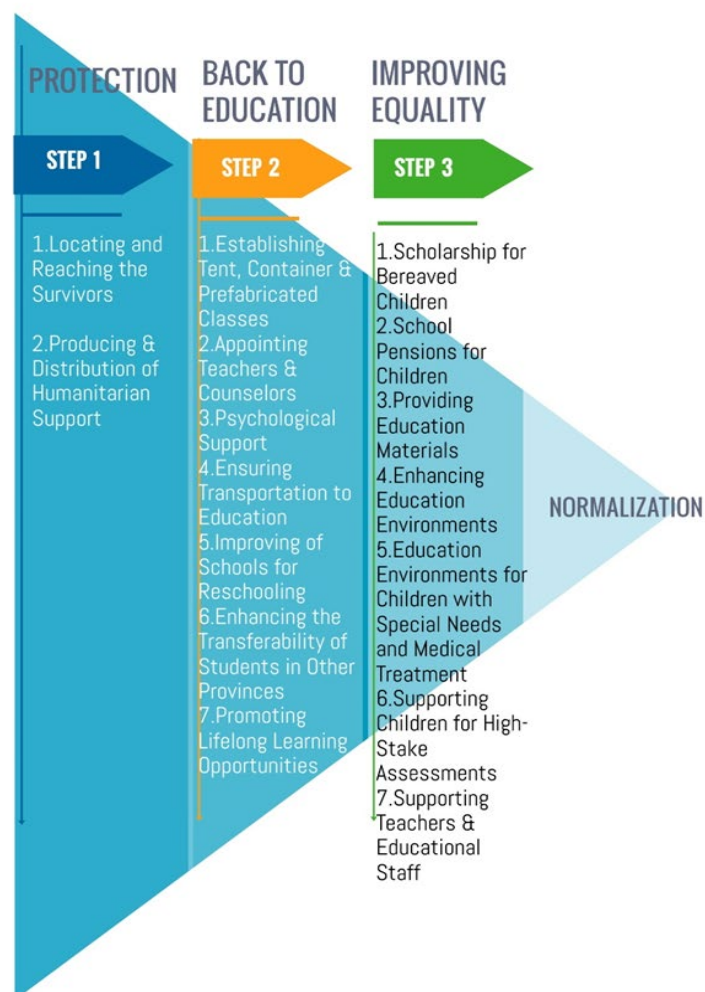 PROTECTION
STEP 1
1.Locating and
Reaching the
Survivors
2.Producing &
Distribution of
Humanitarian
Support
BACK TO
EDUCATION
STEP 2
1.Establishing
Tent, Container &
Prefabricated
Classes
2.Appointing
Teachers &
Counselors
3.Psychological
Support
4.Ensuring
Transportation to
Education
5.Improving of
Schools for
Reschooling
6.Enhancing the
Transferability of
Students in Other
Provinces
7.Promoting
Lifelong Learning
Opportunities
IMPROVING
EQUALITY
STEP 3
1.Scholarship for
Bereaved
Children
2.School
Pensions for
Children
3.Providing
Education
Materials
4.Enhancing
Education
Environments
5.Education
Environments for
Children with
Special Needs
and Medical
Treatment
6.Supporting
Children for High-
Stake
Assessments
7.Supporting
Teachers &
Educational
Staff
NORMALIZATION